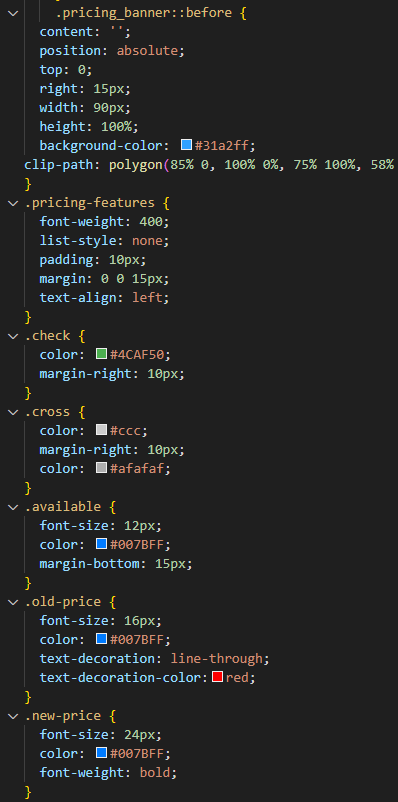 .pricing_banner::before {
content: '';
position: absolute;
top: 0;
right: 15px;
width: 90px;
height: 100%;
background-color: #31a2ff;
clip-path: polygon(85% 0, 100% 0%, 75% 100%, 58%
}
.pricing-features {
font-weight: 400;
list-style: none;
padding: 10px;
margin: 0 0 15px;
text-align: left;
}
.check {
color: #4CAF50;
margin-right: 10px;
}
.cross {
color: #ccc;
margin-right: 10px;
color: #afafaf;
}
.available {
font-size: 12px;
color: #007BFF;
margin-bottom: 15px;
}
.old-price {
font-size: 16px;
color: #007BFF;
text-decoration: line-through;
text-decoration-color: red;
}
.new-price {
font-size: 24px;
color: #007BFF;
font-weight: bold;
}